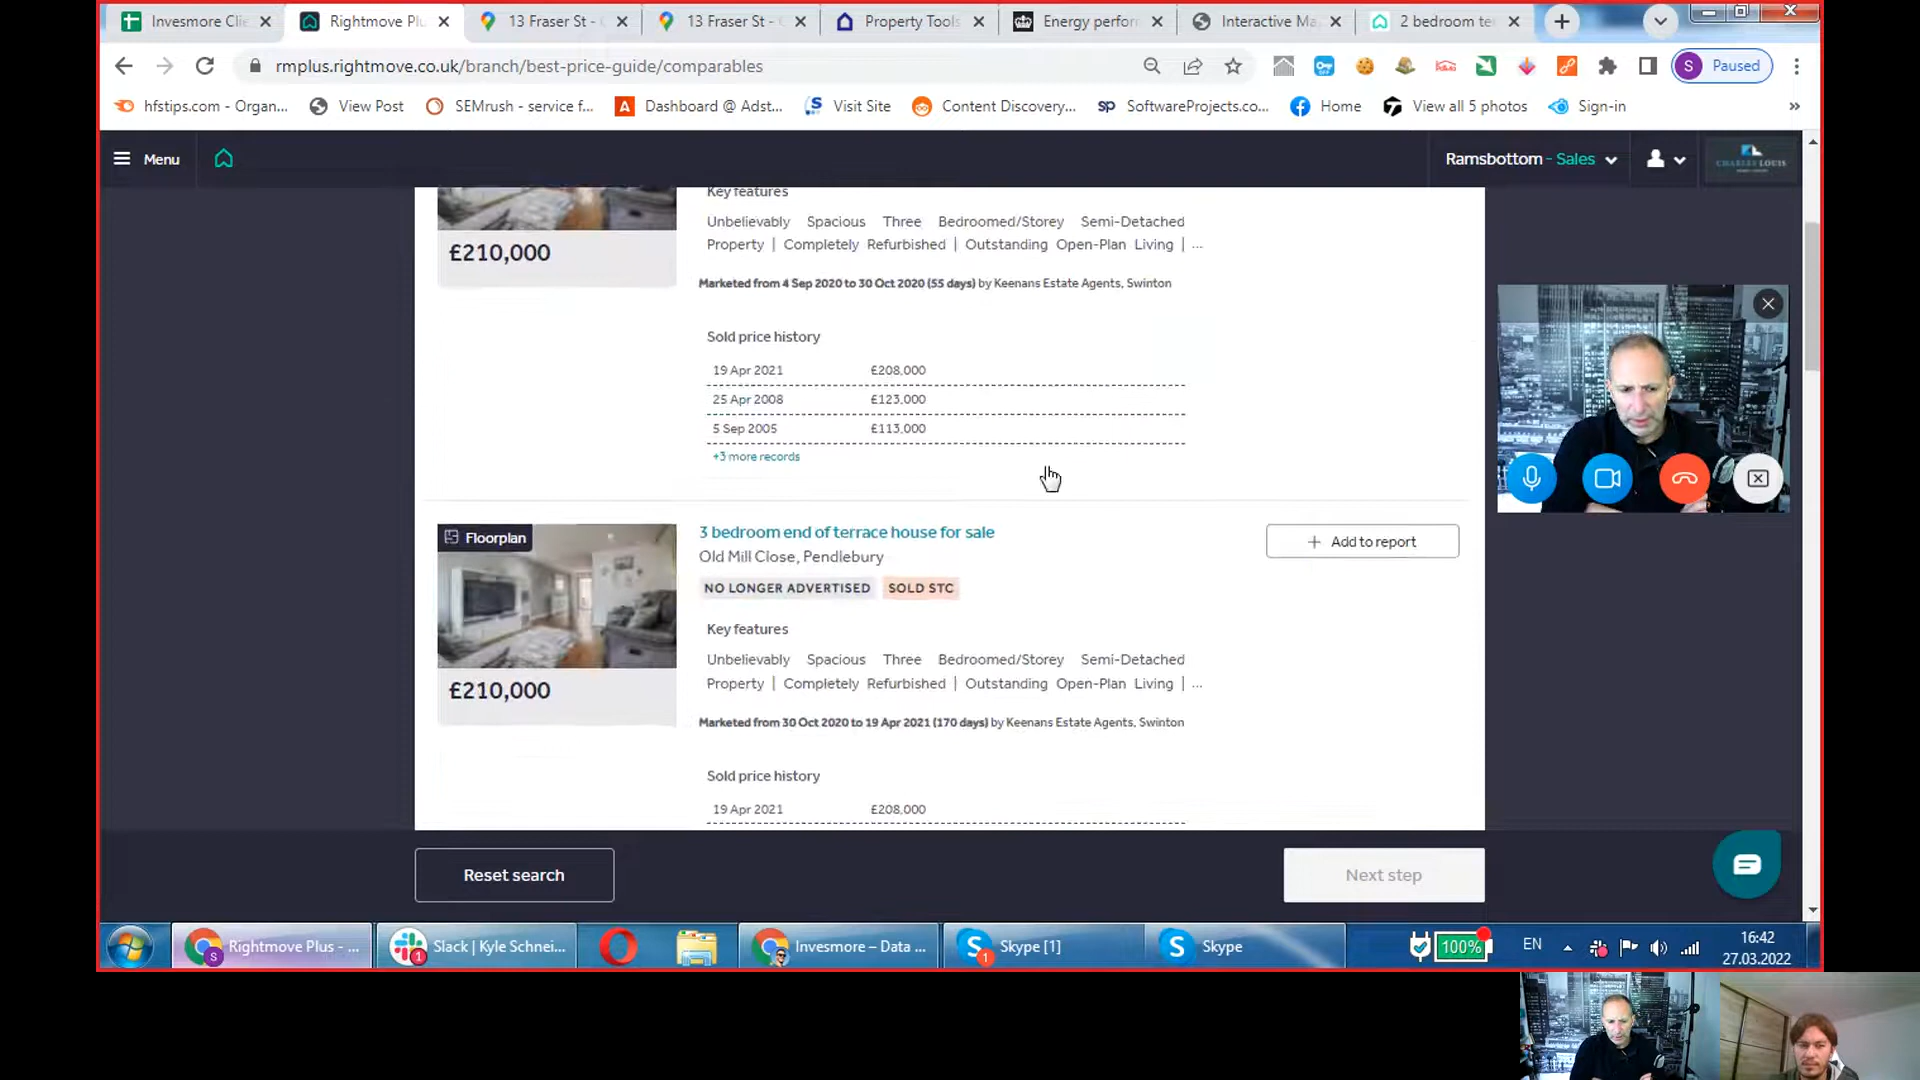 Invesmore Clie
Rightmove Plu
13 Fraser St -
13 Fraser St -
Property Tools
Energy perfor
Interactive Ma
2 bedroom te
rmplus.rightmove.co.uk/branch/best-price-guide/comparables
S
Paused
hfstips.com - Organ...
View Post
SEMrush - service f...
Dashboard @ Adst...
Visit Site
Content Discovery...
sp
SoftwareProjects.co...
Home
View all 5 photos
Sign-in
»
Menu
Ramsbottom - Sales
CHARLES LOUIS
Key features
Unbelievably Spacious Three Bedroomed/Storey Semi-Detached
Property | Completely Refurbished | Outstanding Open-Plan Living | ...
£210,000
Marketed from 4 Sep 2020 to 30 Oct 2020 (55 days) by Keenans Estate Agents, Swinton
Sold price history
19 Apr 2021 £208,000
25 Apr 2008 £123,000
5 Sep 2005 £113,000
+3 more records
Floorplan
3 bedroom end of terrace house for sale
+ Add to report
Old Mill Close, Pendlebury
NO LONGER ADVERTISED SOLD STC
Key features
Unbelievably Spacious Three Bedroomed/Storey Semi-Detached
Property | Completely Refurbished | Outstanding Open-Plan Living | ...
£210,000
Marketed from 30 Oct 2020 to 19 Apr 2021 (170 days) by Keenans Estate Agents, Swinton
Sold price history
19 Apr 2021 £208,000
Reset search
Next step
Rightmove Plus - ...
Slack | Kyle Schnei...
Invesmore – Data ...
Skype [1]
Skype
100%
EN
16:42
27.03.2022